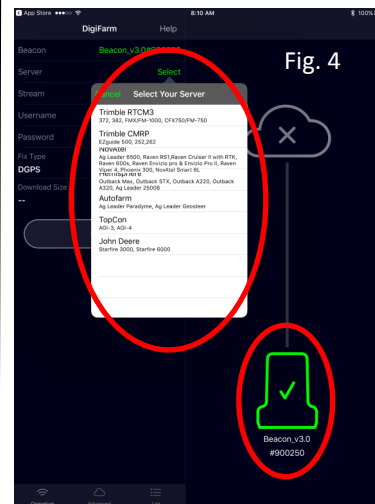 App Store
8:10 AM
100%
DigiFarm
Help
Fig. 4
Beacon
Server
Select
Stream
Cancel
Select Your Server
Username
Password
Fix Type
DGPS
Download Size
--
Trimble RTCM3
372, 382, FMX/FM-1000, CFX750/FM-750
Trimble CMRP
EZguide 500, 252,262
NovAtel
Ag Leader 6500, Raven RS1,Raven Cruiser II with RTK,
Raven 600s, Raven Envizio pro & Envizio Pro II, Raven
Viper 4, Phoenix 300, NovAtel Smart 6L
Hemisphere
Outback Max, Outback STX, Outback A220, Outback
A320, Ag Leader 2500B
Autofarm
Ag Leader Paradyme, Ag Leader Geosteer
TopCon
AGI-3, AGI-4
John Deere
Starfire 3000, Starfire 6000
Beacon_v3.0
#900250